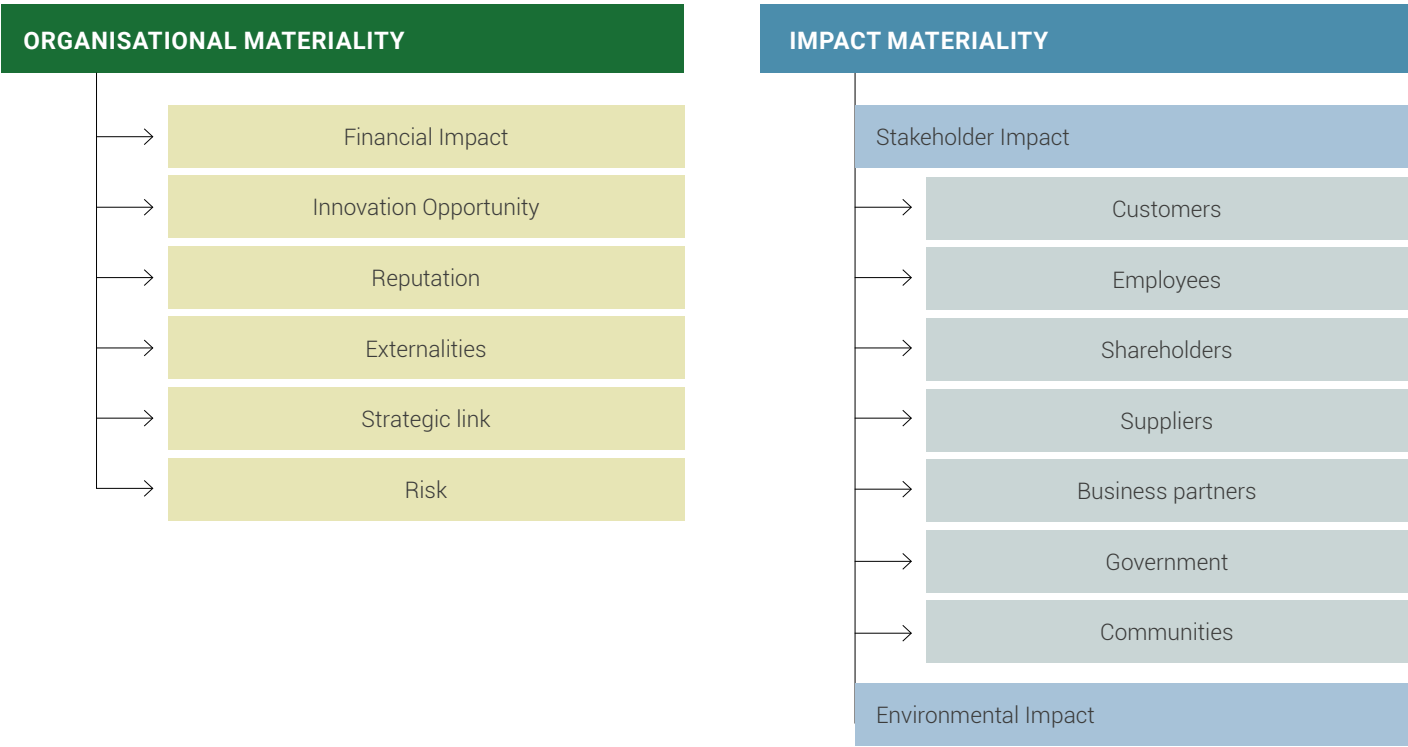 ORGANISATIONAL MATERIALITY
Financial Impact
Innovation Opportunity
Reputation
Externalities
Strategic link
Risk
IMPACT MATERIALITY
Stakeholder Impact
Customers
Employees
Shareholders
Suppliers
Business partners
Government
Communities
Environmental Impact